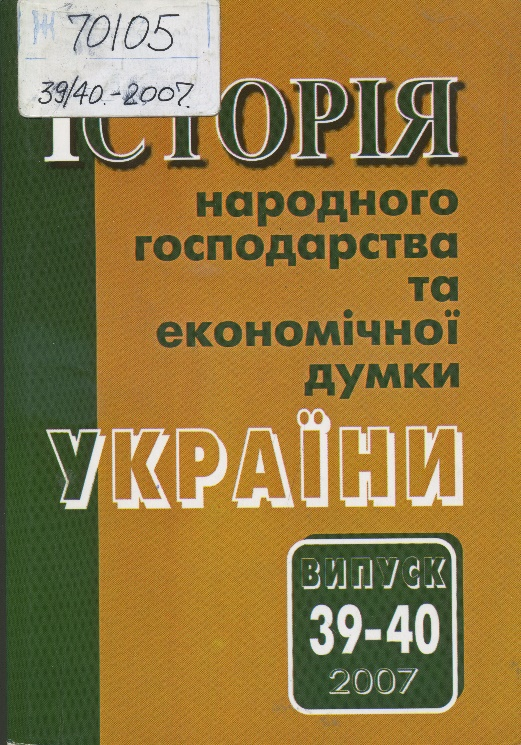 Ж 70105
39/40.-2007.
ІСТОРІЯ
народного
господарства
та
економічної
думки
УКРАЇНИ
ВИПУСК
39-40
2007